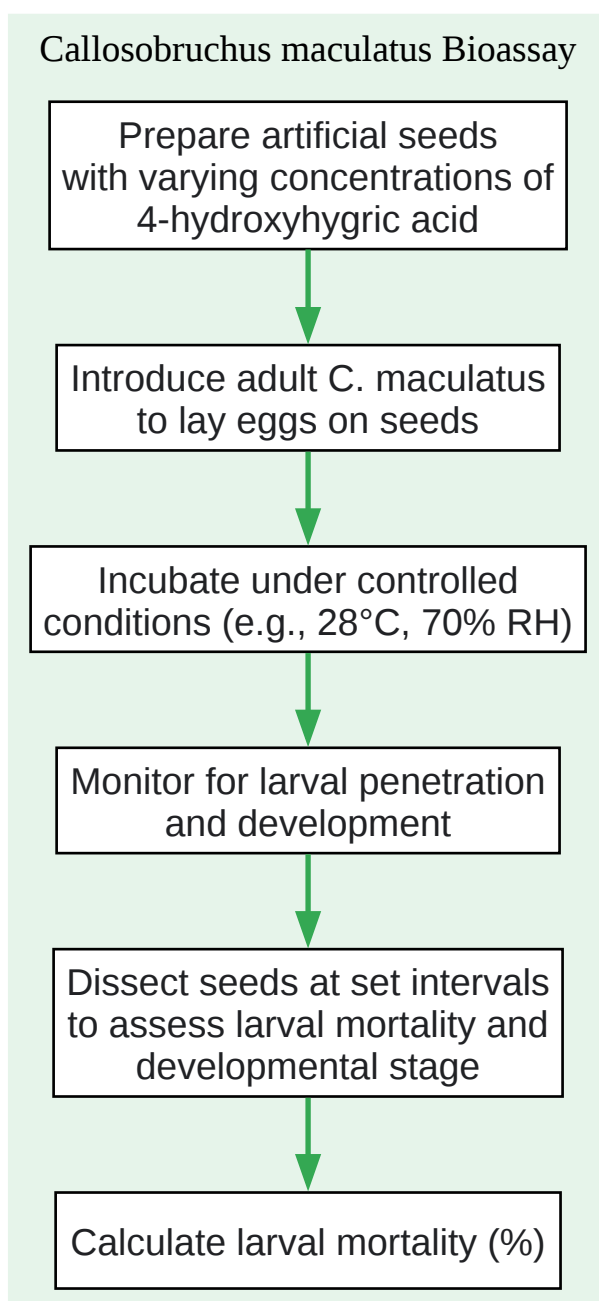 Callosobruchus maculatus Bioassay
Prepare artificial seeds
with varying concentrations of
4-hydroxyhygric acid
Introduce adult C. maculatus
to lay eggs on seeds
Incubate under controlled
conditions (e.g., 28°C, 70% RH)
Monitor for larval penetration
and development
Dissect seeds at set intervals
to assess larval mortality and
developmental stage
Calculate larval mortality (%)